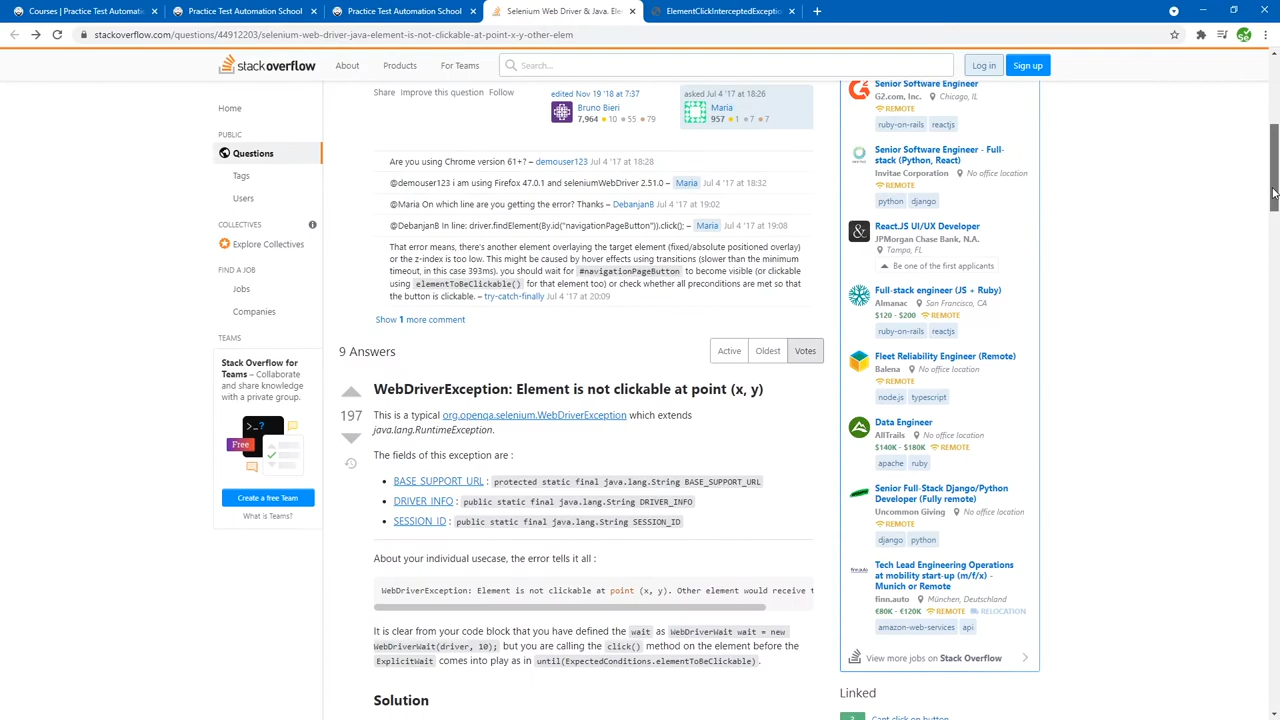 Courses | Practice Test Automatic
Practice Test Automation School
Practice Test Automation School
Selenium Web Driver & Java. Ele
ElementClickInterceptedException
stackoverflow.com/questions/44912203/selenium-web-driver-java-element-is-not-clickable-at-point-x-y-other-elem
stackoverflow
About
Products
For Teams
Search...
Log in
Sign up
Home
PUBLIC
Questions
Tags
Users
COLLECTIVES
Explore Collectives
FIND A JOB
Jobs
Companies
TEAMS
Stack Overflow for
Teams – Collaborate
and share knowledge
with a private group.
Free
Create a free Team
What is Teams?
Share Improve this question Follow
edited Nov 19 '18 at 7:37
Bruno Bieri
7,964 10 55 79
asked Jul 4 '17 at 18:26
Maria
957 1 7 7
Are you using Chrome version 61+? – demouser123 Jul 4 '17 at 18:28
@demouser123 i am using Firefox 47.0.1 and seleniumWebDriver 2.51.0 – Maria Jul 4 '17 at 18:32
@Maria On which line are you getting the error? Thanks – DebanjanB Jul 4 '17 at 19:02
@DebanjanB In line: driver.findElement(By.id("navigationPageButton")).click(); – Maria Jul 4 '17 at 19:08
That error means, there's another element overlaying the target element (fixed/absolute positioned overlay)
or the z-index is too low. This might be caused by hover effects using transitions (slower than the minimum
timeout, in this case 393ms). you should wait for #navigationPageButton to become visible (or clickable
using elementToBeClickable() for that element too) or check whether all preconditions are met so that
the button is clickable. – try-catch-finally Jul 4 '17 at 20:09
Show 1 more comment
9 Answers
Active
Oldest
Votes
197
WebDriverException: Element is not clickable at point (x, y)
This is a typical org.openqa.selenium.WebDriverException which extends
java.lang.RuntimeException.
The fields of this exception are :
• BASE_SUPPORT_URL : protected static final java.lang.String BASE_SUPPORT_URL
• DRIVER_INFO : public static final java.lang.String DRIVER_INFO
• SESSION_ID : public static final java.lang.String SESSION_ID
About your individual usecase, the error tells it all :
WebDriverException: Element is not clickable at point (x, y). Other element would receive t
It is clear from your code block that you have defined the wait as WebDriverWait wait = new
WebDriverWait(driver, 10); but you are calling the click() method on the element before the
ExplicitWait comes into play as in until(ExpectedConditions.elementToBeClickable).
Solution
Senior Software Engineer
G2.com, Inc. Chicago, IL
REMOTE
ruby-on-rails reactjs
Senior Software Engineer - Full-
stack (Python, React)
Invitae Corporation No office location
REMOTE
python django
React.JS UI/UX Developer
JPMorgan Chase Bank, N.A.
Tampa, FL
Be one of the first applicants
Full-stack engineer (JS + Ruby)
Almanac San Francisco, CA
$120 - $200 REMOTE
ruby-on-rails reactjs
Fleet Reliability Engineer (Remote)
Balena No office location
REMOTE
node.js typescript
Data Engineer
AllTrails No office location
$140K - $180K REMOTE
apache ruby
Senior Full-Stack Django/Python
Developer (Fully remote)
Uncommon Giving No office location
REMOTE
django python
Tech Lead Engineering Operations
at mobility start-up (m/f/x) -
Munich or Remote
finn.auto München, Deutschland
€80K - €120K REMOTE RELOCATION
amazon-web-services api
View more jobs on Stack Overflow
Linked
Cant click on button